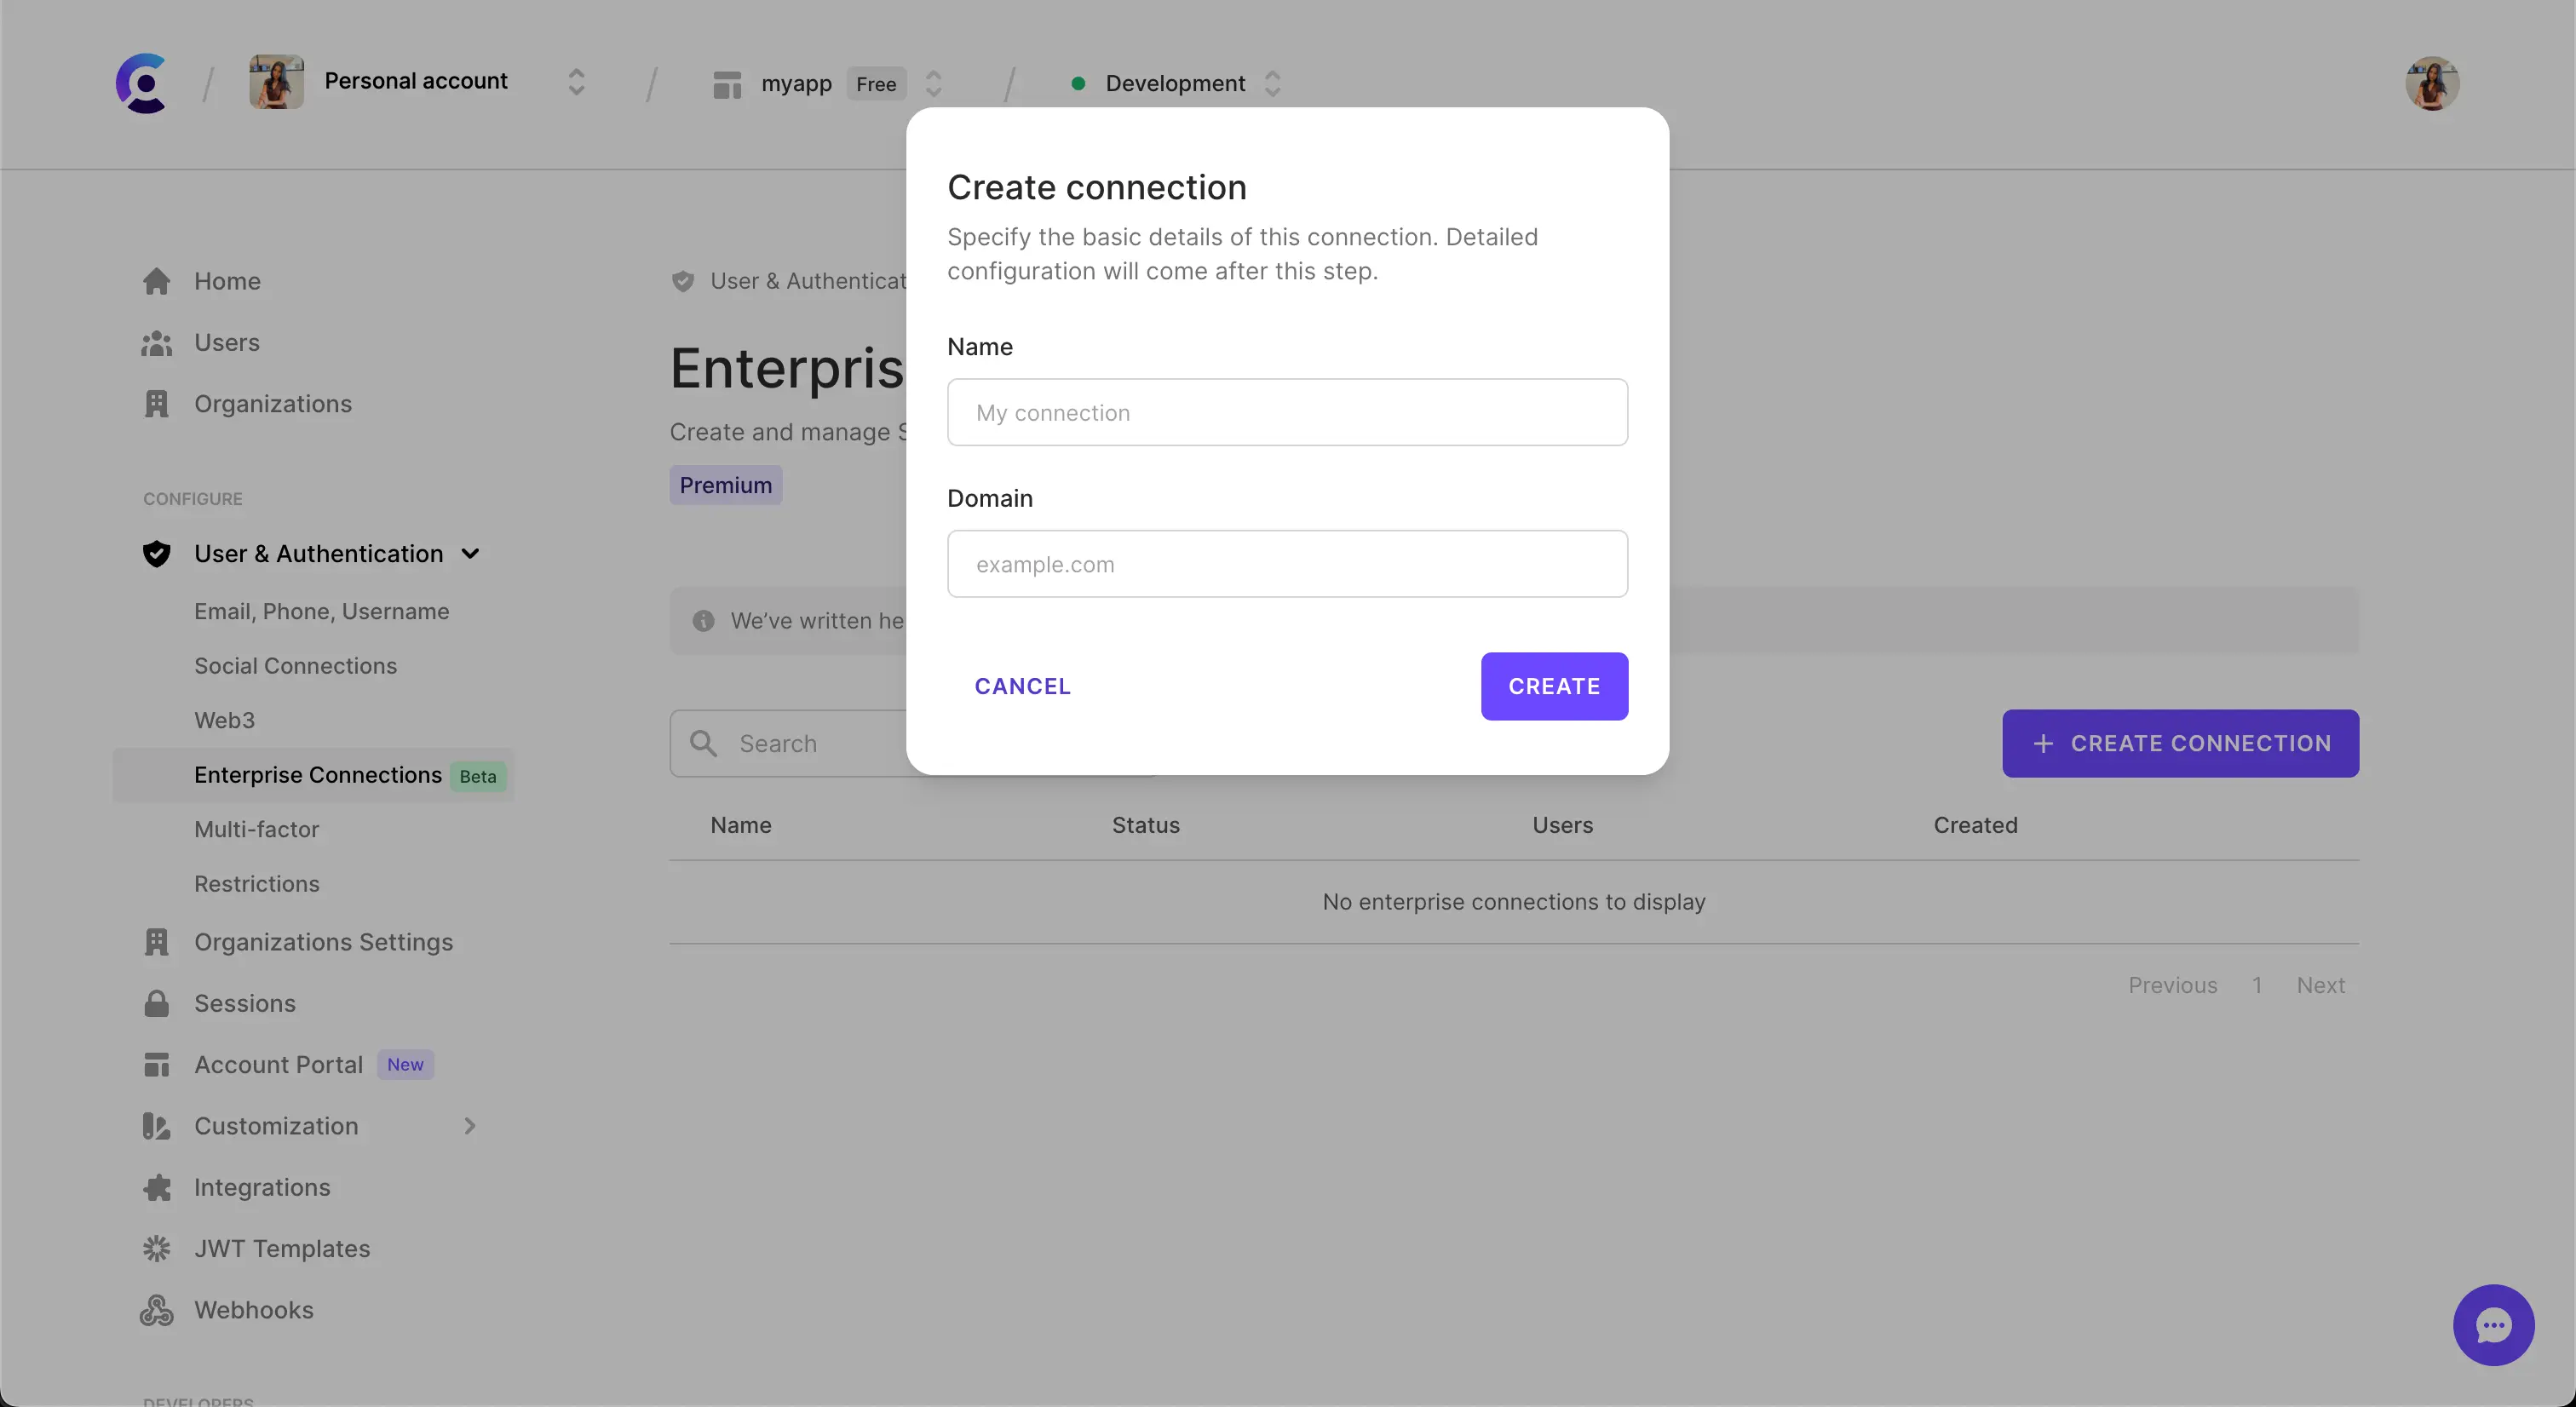 Personal account
myapp Free
Development
Home
Users
Organizations
CONFIGURE
User & Authentication
Email, Phone, Username
Social Connections
Web3
Enterprise Connections Beta
Multi-factor
Restrictions
Organizations Settings
Sessions
Account Portal New
Customization
Integrations
JWT Templates
Webhooks
DEVELOPERS
User & Authenticat
Enterpris
Create and manage S
Premium
We’ve written he
Search
+ CREATE CONNECTION
Name Status Users Created
No enterprise connections to display
Previous 1 Next
Create connection
Specify the basic details of this connection. Detailed
configuration will come after this step.
Name
My connection
Domain
example.com
CANCEL
CREATE